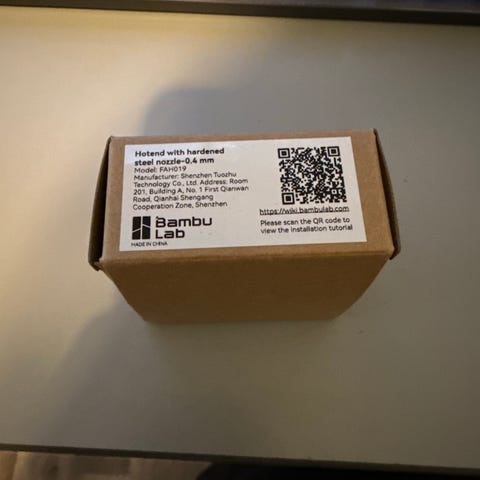 Hotend with hardened
steel nozzle-0.4 mm
Model: FAH019
Manufacturer: Shenzhen Tuozhu
Technology Co., Ltd. Address: Room
201, Building A, No. 1 First Qianwan
Road, Qianhai Shengang
Cooperation Zone, Shenzhen
Bambu
Lab
MADE IN CHINA
https://wiki.bambulab.com
Please scan the QR code to
view the installation tutorial